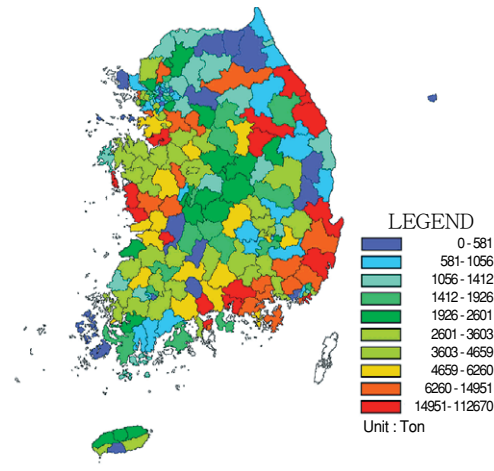 LEGEND
0 - 581
581 - 1056
1056 - 1412
1412 - 1926
1926 - 2601
2601 - 3603
3603 - 4659
4659 - 6260
6260 - 14951
14951 - 112670
Unit : Ton